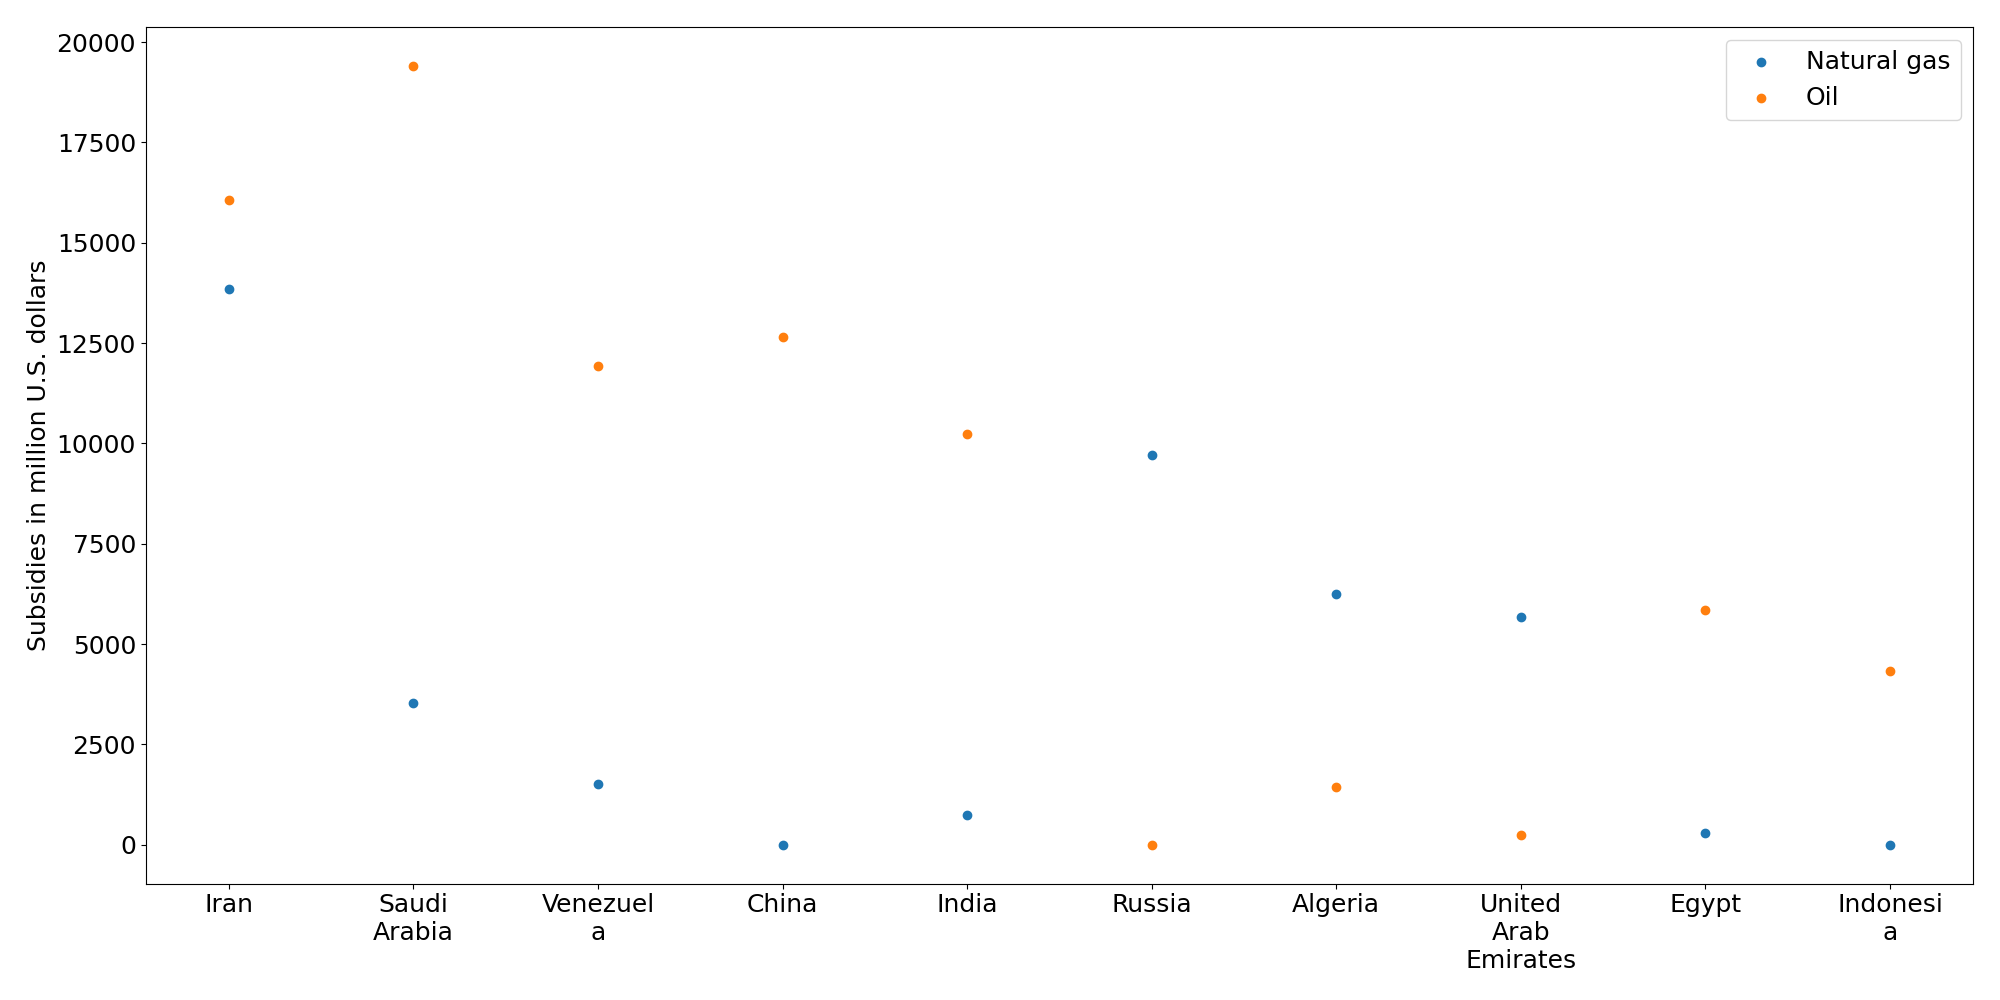 Natural gas
Oil
Subsidies in million U.S. dollars
20000
17500
15000
12500
10000
7500
5000
2500
0
Iran
Saudi
Arabia
Venezuel
a
China
India
Russia
Algeria
United
Arab
Emirates
Egypt
Indonesi
a